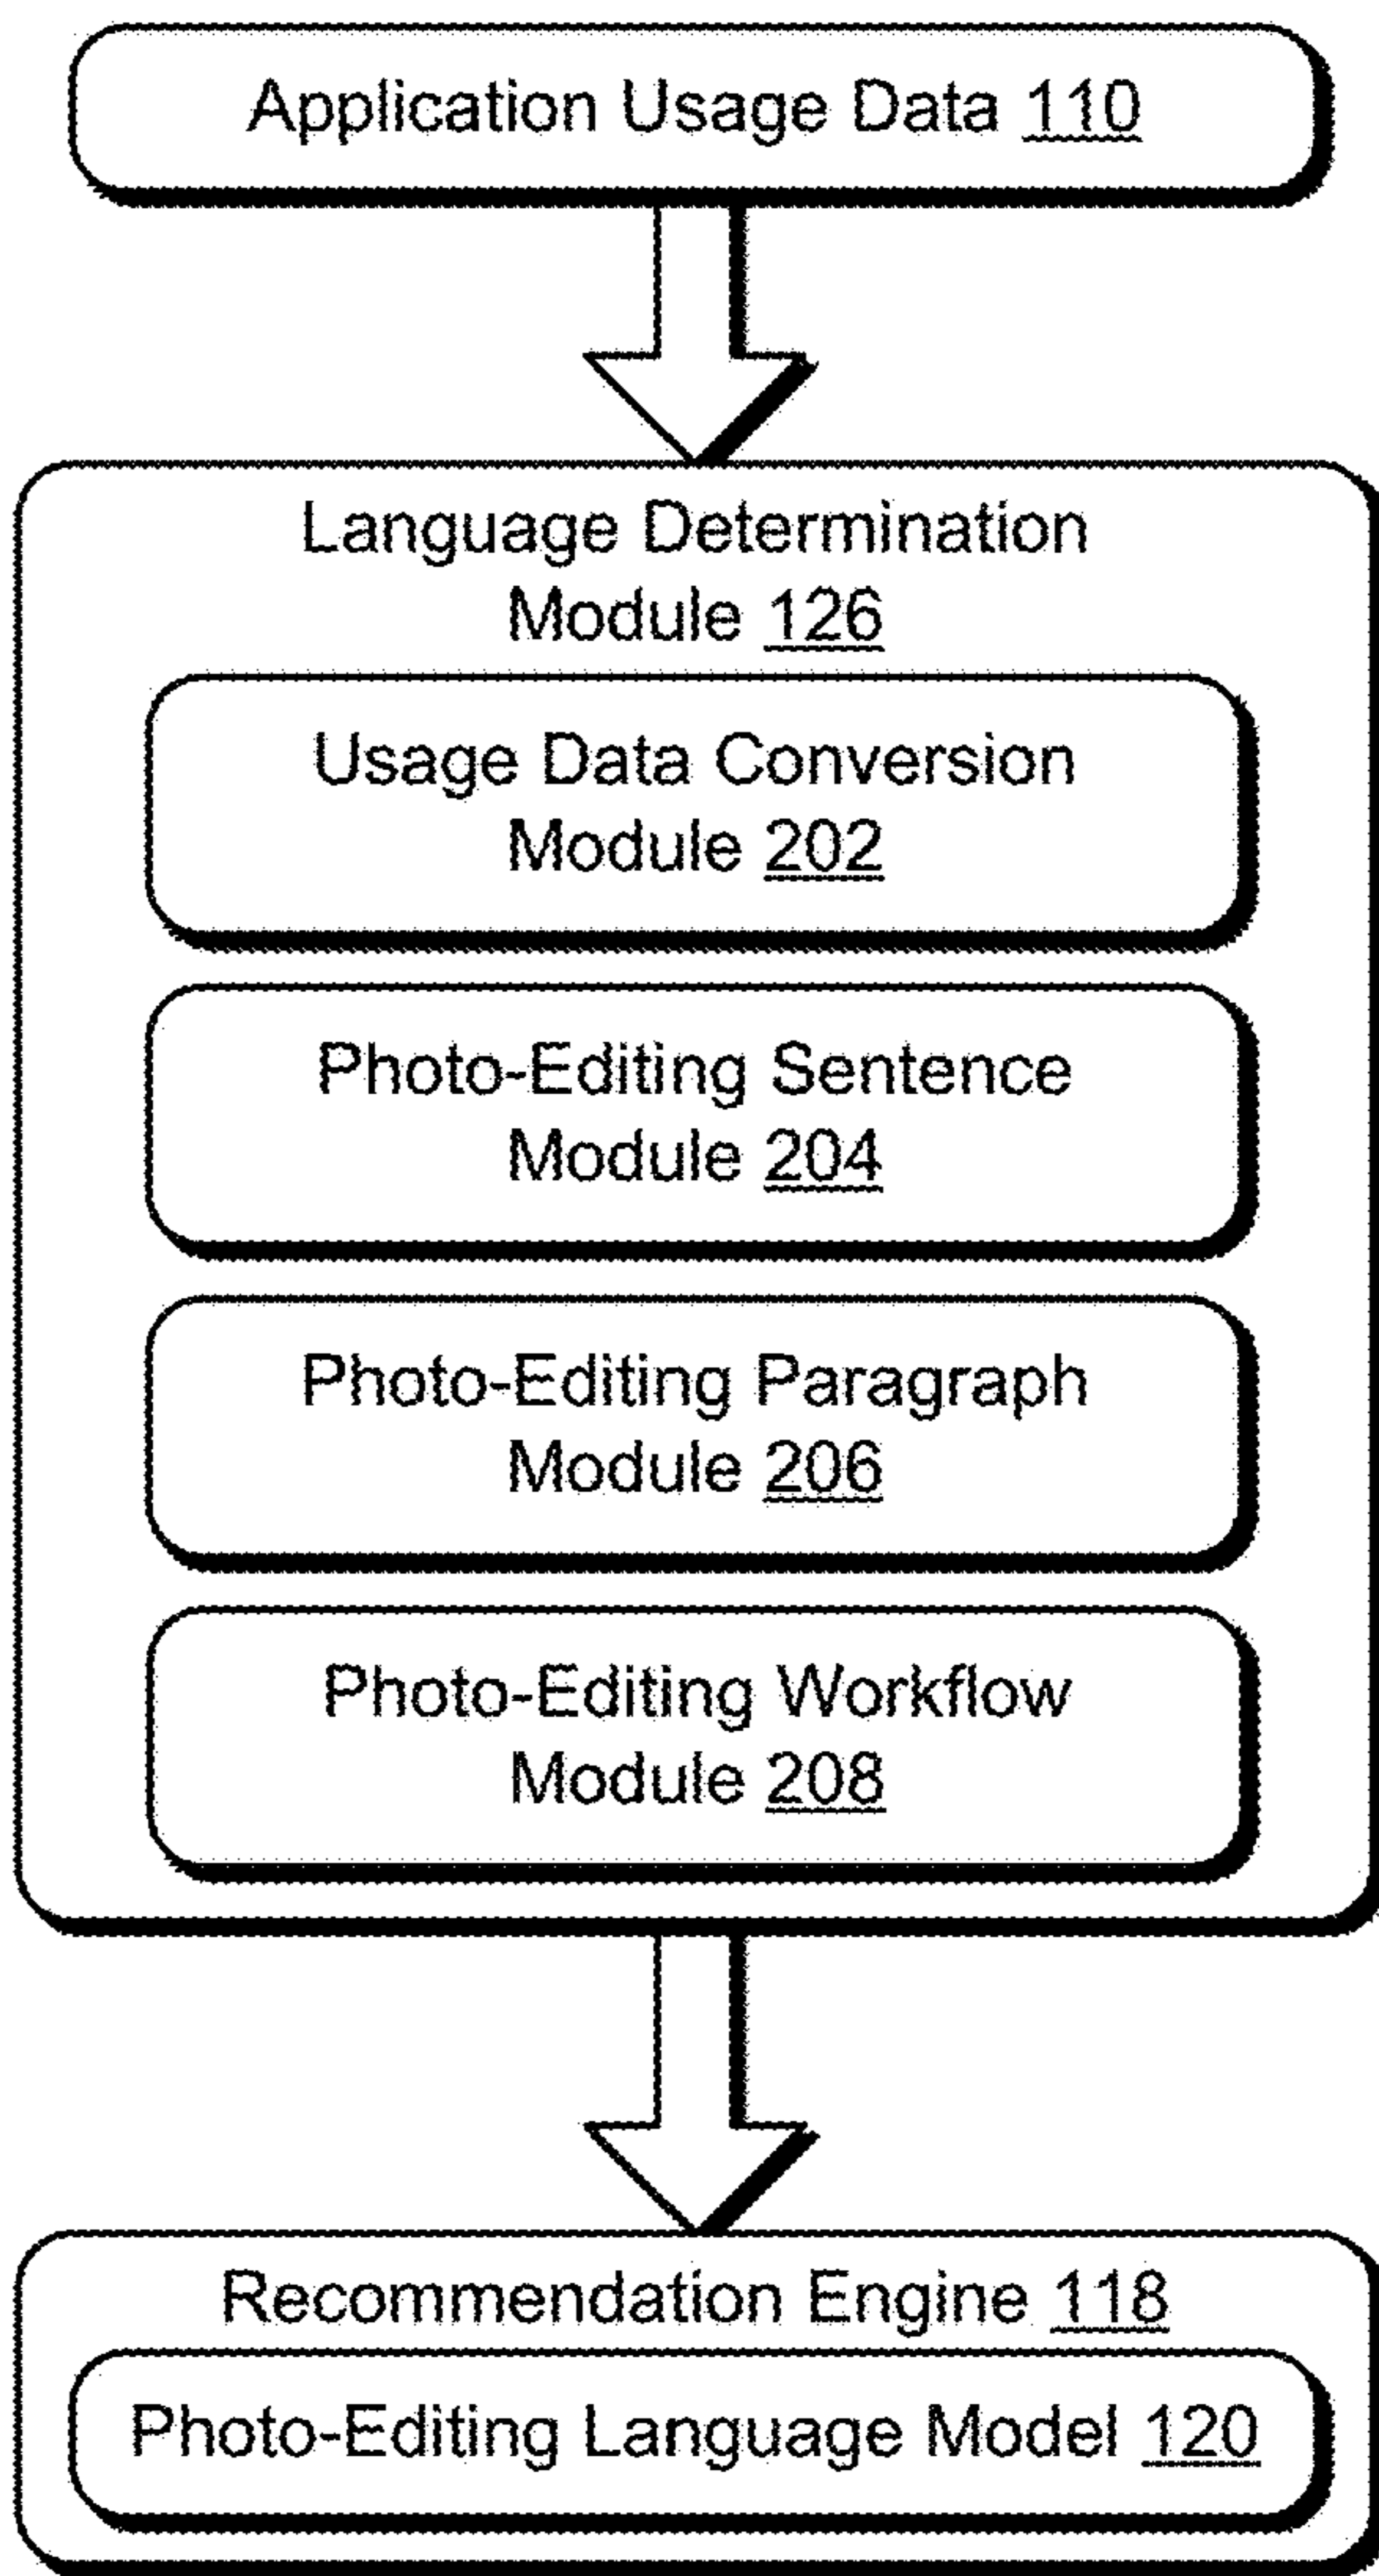 Application Usage Data 110
Language Determination
Module 126
Usage Data Conversion
Module 202
Photo-Editing Sentence
Module 204
Photo-Editing Paragraph
Module 206
Photo-Editing Workflow
Module 208
Recommendation Engine 118
Photo-Editing Language Model 120